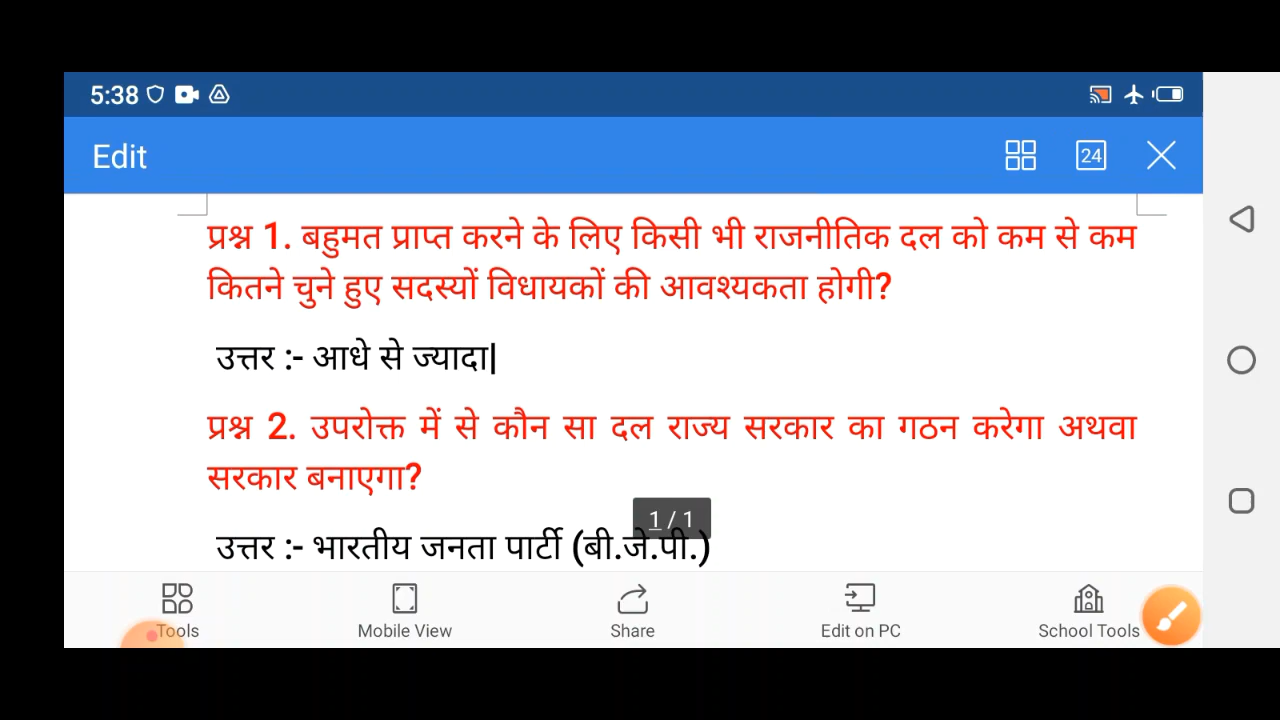 5:38
Edit
24
प्रश्न 1. बहुमत प्राप्त करने के लिए किसी भी राजनीतिक दल को कम से कम
कितने चुने हुए सदस्यों विधायकों की आवश्यकता होगी?
उत्तर :- आधे से ज्यादा|
प्रश्न 2. उपरोक्त में से कौन सा दल राज्य सरकार का गठन करेगा अथवा
सरकार बनाएगा?
1 / 1
उत्तर :- भारतीय जनता पार्टी (बी.जे.पी.)
Tools Mobile View Share Edit on PC School Tools